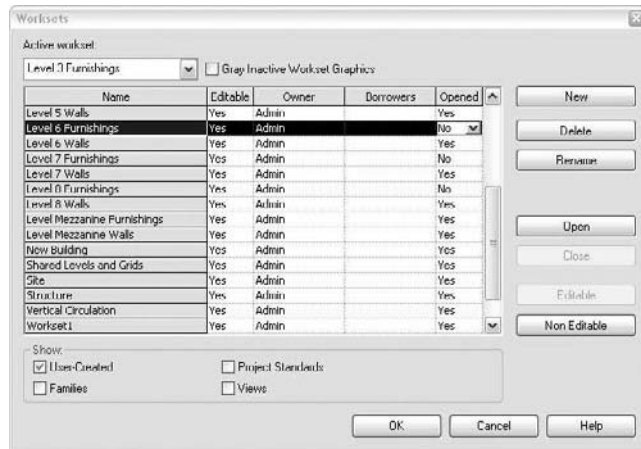 Worksets
Active workset:
Level 3 Furnishings
Gray Inactive Workset Graphics
Name Editable Owner Borrowers Opened
Level 5 Walls Yes Admin Yes
Level 6 Furnishings Yes Admin No
Level 6 Walls Yes Admin Yes
Level 7 Furnishings Yes Admin No
Level 7 Walls Yes Admin Yes
Level 8 Furnishings Yes Admin No
Level 8 Walls Yes Admin Yes
Level Mezzanine Furnishings Yes Admin Yes
Level Mezzanine Walls Yes Admin Yes
New Building Yes Admin Yes
Shared Levels and Grids Yes Admin Yes
Site Yes Admin Yes
Structure Yes Admin Yes
Vertical Circulation Yes Admin Yes
Workset1 Yes Admin Yes
New
Delete
Rename
Open
Close
Editable
Non Editable
Show:
User-Created Project Standards
Families Views
OK Cancel Help